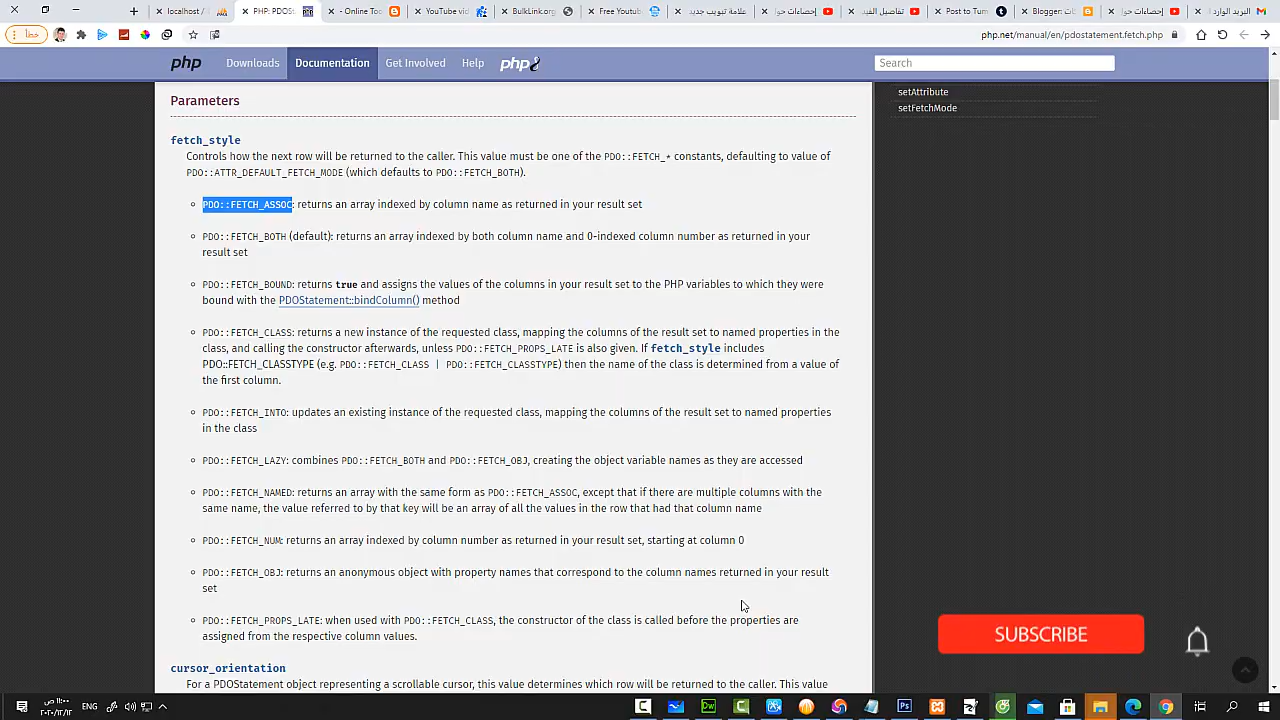 localhost /
PHP: PDOSt
- Online Too
YouTube vide
BulkLink.org
Free Youtub
علامة تبويب جديد
إحصاءات حوا
تفاصيل الفيد
Post to Tum
Blogger:
إحصاءات حوا
البريد الوارد
خطأ
php.net/manual/en/pdostatement.fetch.php
php
Downloads
Documentation
Get Involved
Help
php8
Search
setAttribute
setFetchMode
Parameters
fetch_style
Controls how the next row will be returned to the caller. This value must be one of the PDO::FETCH_* constants, defaulting to value of
PDO::ATTR_DEFAULT_FETCH_MODE (which defaults to PDO::FETCH_BOTH).
PDO::FETCH_ASSOC: returns an array indexed by column name as returned in your result set
PDO::FETCH_BOTH (default): returns an array indexed by both column name and 0-indexed column number as returned in your
result set
PDO::FETCH_BOUND: returns true and assigns the values of the columns in your result set to the PHP variables to which they were
bound with the PDOStatement::bindColumn() method
PDO::FETCH_CLASS: returns a new instance of the requested class, mapping the columns of the result set to named properties in the
class, and calling the constructor afterwards, unless PDO::FETCH_PROPS_LATE is also given. If fetch_style includes
PDO::FETCH_CLASSTYPE (e.g. PDO::FETCH_CLASS | PDO::FETCH_CLASSTYPE) then the name of the class is determined from a value of
the first column.
PDO::FETCH_INTO: updates an existing instance of the requested class, mapping the columns of the result set to named properties
in the class
PDO::FETCH_LAZY: combines PDO::FETCH_BOTH and PDO::FETCH_OBJ, creating the object variable names as they are accessed
PDO::FETCH_NAMED: returns an array with the same form as PDO::FETCH_ASSOC, except that if there are multiple columns with the
same name, the value referred to by that key will be an array of all the values in the row that had that column name
PDO::FETCH_NUM: returns an array indexed by column number as returned in your result set, starting at column 0
PDO::FETCH_OBJ: returns an anonymous object with property names that correspond to the column names returned in your result
set
PDO::FETCH_PROPS_LATE: when used with PDO::FETCH_CLASS, the constructor of the class is called before the properties are
assigned from the respective column values.
SUBSCRIBE
cursor_orientation
For a PDOStatement object representing a scrollable cursor, this value determines which row will be returned to the caller. This value
ENG